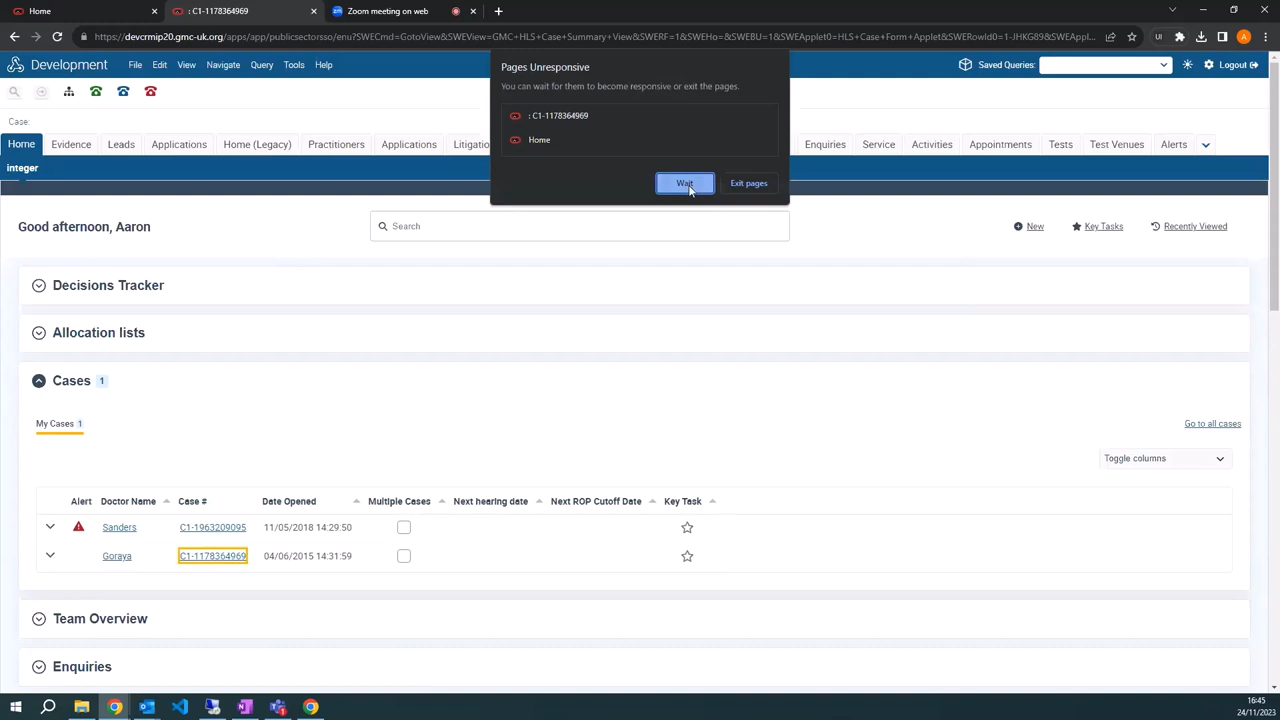 Home
: C1-1178364969
Zoom meeting on web
https://devcrmip20.gmc-uk.org/apps/app/publicsectorsso/enu?SWECmd=GotoView&SWEView=GMC+HLS+Case+Summary+View&SWERF=1&SWEHo=&SWEBU=1&SWEApplet0=HLS+Case+Form+Applet&SWERowId0=1-JHKG89&SWEAp...
UI
A
Development
File Edit View Navigate Query Tools Help
Saved Queries:
Logout
Case:
Home Evidence Leads Applications Home (Legacy) Practitioners Applications Litigatio Enquiries Service Activities Appointments Tests Test Venues Alerts
integer
Pages Unresponsive
You can wait for them to become responsive or exit the pages.
: C1-1178364969
Home
Wait Exit pages
Good afternoon, Aaron
Search
New Key Tasks Recently Viewed
Decisions Tracker
Allocation lists
Cases 1
My Cases 1
Go to all cases
Toggle columns
Alert Doctor Name Case # Date Opened Multiple Cases Next hearing date Next ROP Cutoff Date Key Task
Sanders C1-1963209095 11/05/2018 14:29:50
Goraya C1-1178364969 04/06/2015 14:31:59
Team Overview
Enquiries
16:45
24/11/2023